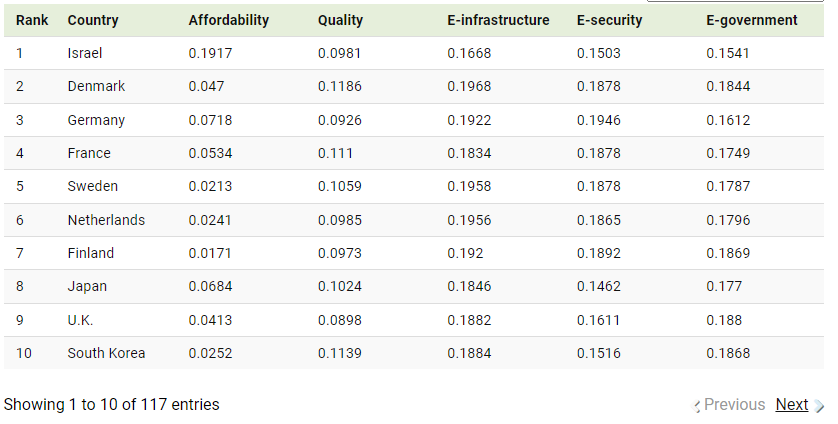 Rank Country Affordability Quality E-infrastructure E-security E-government
1 Israel 0.1917 0.0981 0.1668 0.1503 0.1541
2 Denmark 0.047 0.1186 0.1968 0.1878 0.1844
3 Germany 0.0718 0.0926 0.1922 0.1946 0.1612
4 France 0.0534 0.111 0.1834 0.1878 0.1749
5 Sweden 0.0213 0.1059 0.1958 0.1878 0.1787
6 Netherlands 0.0241 0.0985 0.1956 0.1865 0.1796
7 Finland 0.0171 0.0973 0.192 0.1892 0.1869
8 Japan 0.0684 0.1024 0.1846 0.1462 0.177
9 U.K. 0.0413 0.0898 0.1882 0.1611 0.188
10 South Korea 0.0252 0.1139 0.1884 0.1516 0.1868
Showing 1 to 10 of 117 entries Previous Next